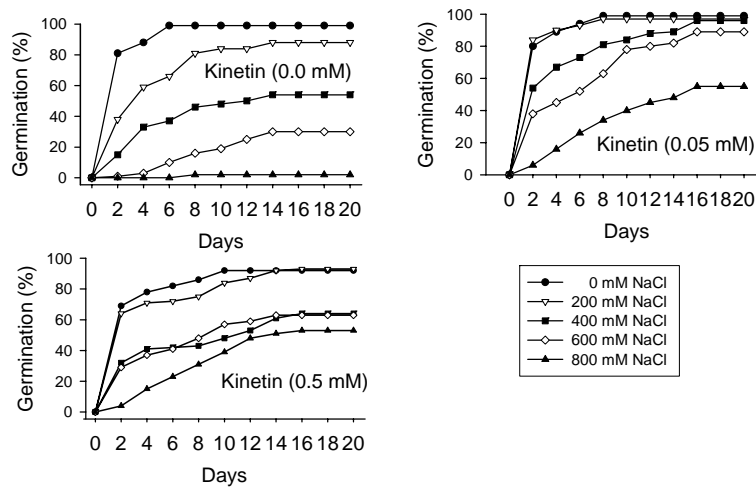 100
80
60
40
20
0
Germination (%)
Kinetin (0.0 mM)
0 2 4 6 8 10 12 14 16 18 20
Days
100
80
60
40
20
0
Germination (%)
Kinetin (0.05 mM)
0 2 4 6 8 10 12 14 16 18 20
Days
100
80
60
40
20
0
Germination (%)
Kinetin (0.5 mM)
0 2 4 6 8 10 12 14 16 18 20
Days
0 mM NaCl
200 mM NaCl
400 mM NaCl
600 mM NaCl
800 mM NaCl